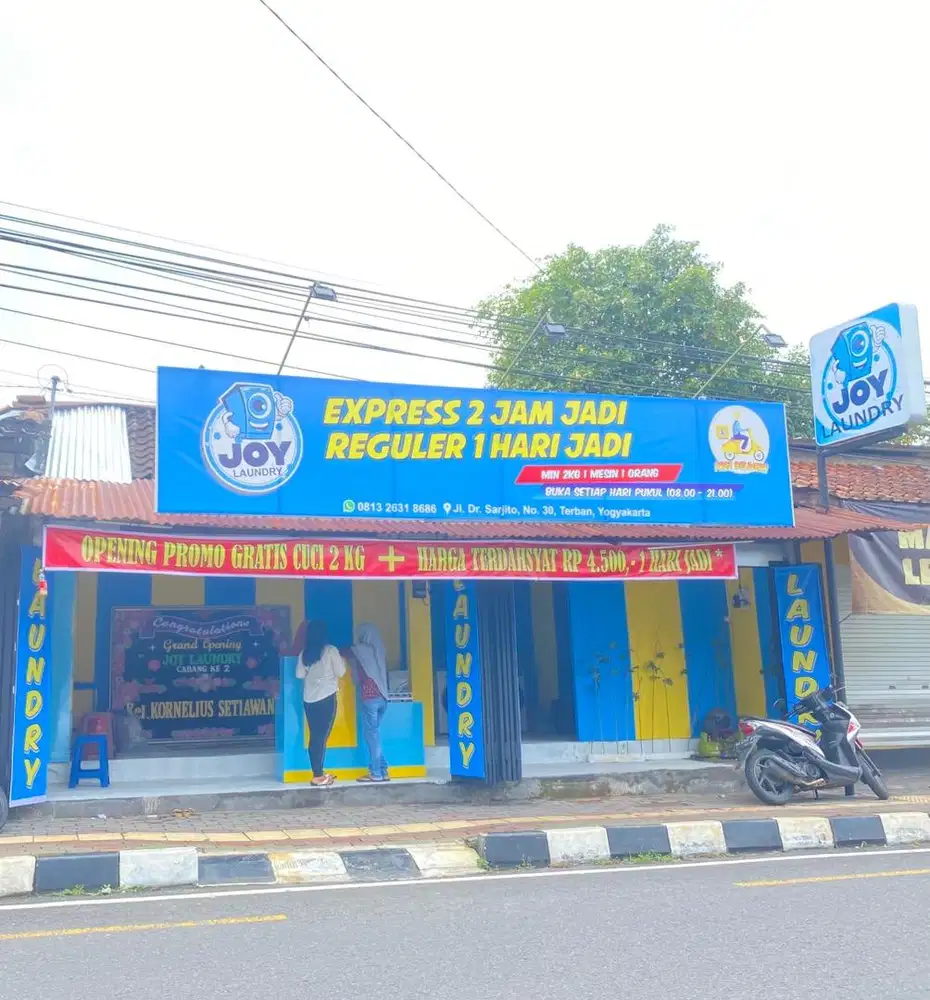 JOY
LAUNDRY
EXPRESS 2 JAM JADI
REGULER 1 HARI JADI
MIN 2KG 1 MESIN 1 ORANG
BUKA SETIAP HARI PUKUL (08.00 - 21.00)
0813 2631 8686 Jl. Dr. Sarjito, No. 30, Terban, Yogyakarta
JOY
LAUNDRY
OPENING PROMO GRATIS CUCI 2 KG + HARGA TERDAHSYAT RP 4.500,- 1 HARI JADI*
LAUNDRY
Congratulations
Grand Opening
JOY LAUNDRY
CABANG KE 2
KORNELIUS SETIAWAN
LAUNDRY
LAUNDRY